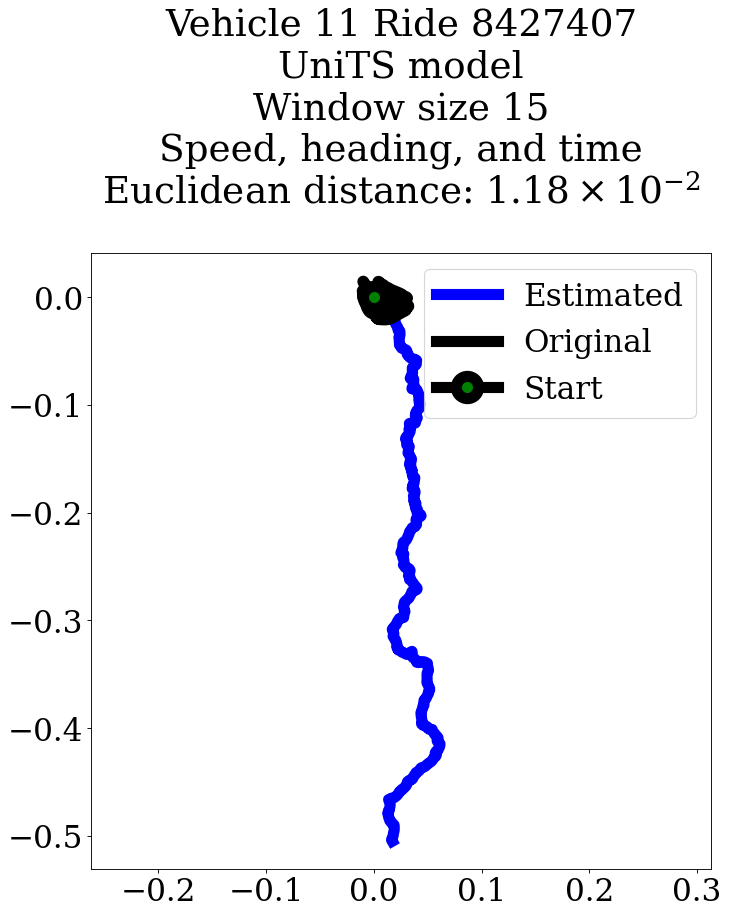 Vehicle 11 Ride 8427407
UniTS model
Window size 15
Speed, heading, and time
Euclidean distance: 1.18 × 10⁻²
Estimated
Original
Start
0.0
−0.1
−0.2
−0.3
−0.4
−0.5
−0.2 −0.1 0.0 0.1 0.2 0.3